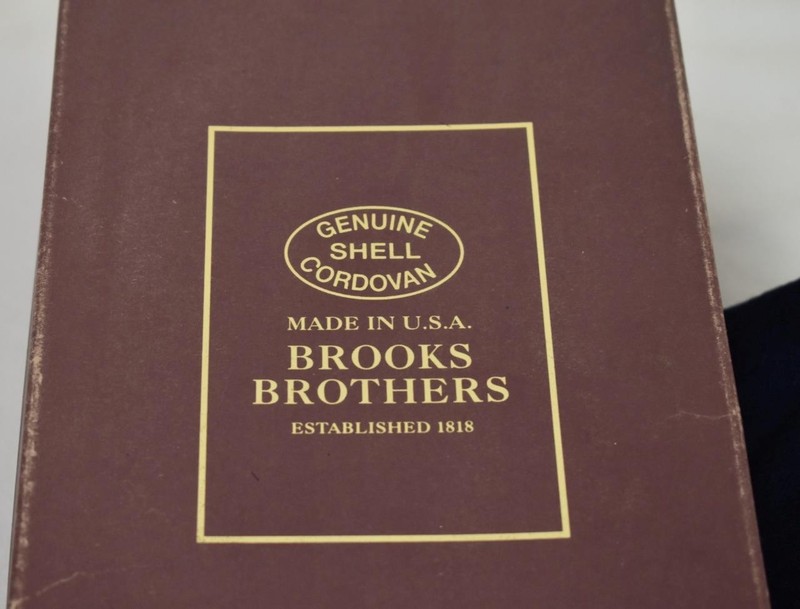 GENUINE
SHELL
CORDOVAN
MADE IN U.S.A.
BROOKS
BROTHERS
ESTABLISHED 1818